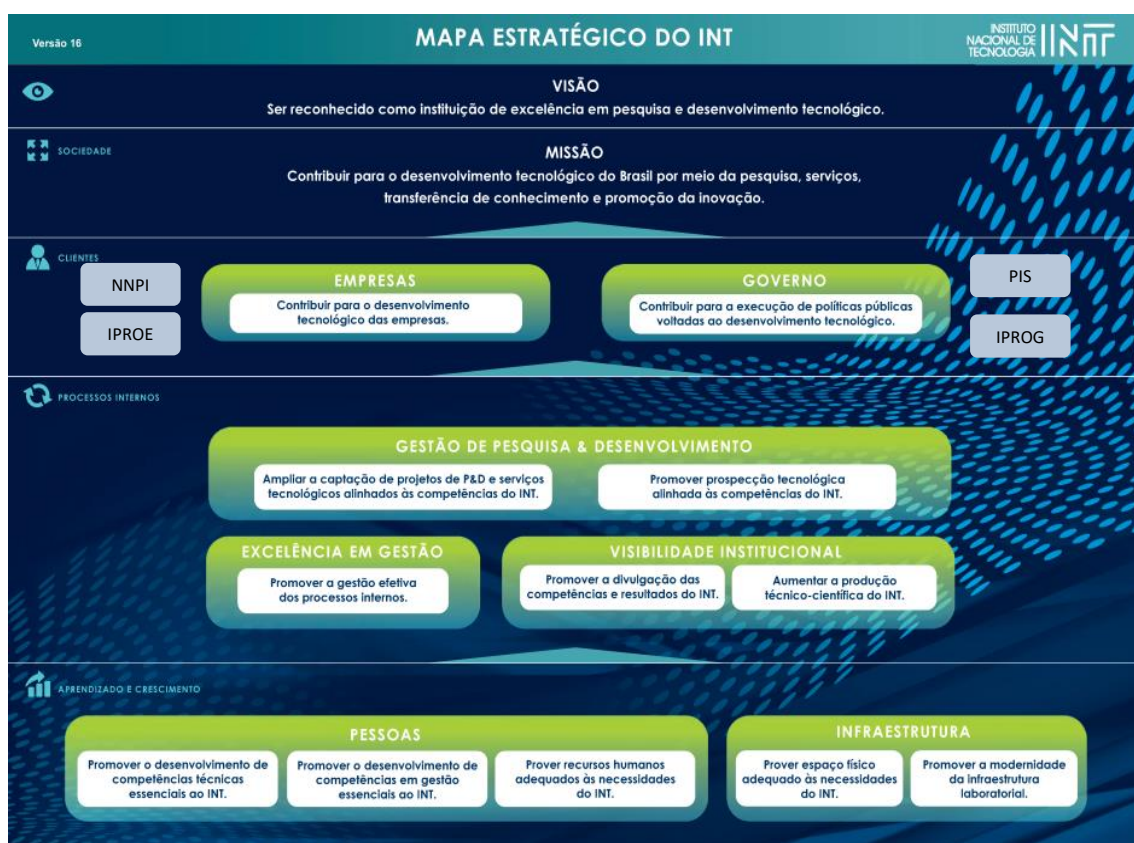 Versão 16
MAPA ESTRATÉGICO DO INT
INSTITUTO
NACIONAL DE
TECNOLOGIA
INT
VISÃO
Ser reconhecido como instituição de excelência em pesquisa e desenvolvimento tecnológico.
SOCIEDADE
MISSÃO
Contribuir para o desenvolvimento tecnológico do Brasil por meio da pesquisa, serviços,
transferência de conhecimento e promoção da inovação.
CLIENTES
NNPI
IPROE
EMPRESAS
Contribuir para o desenvolvimento
tecnológico das empresas.
GOVERNO
Contribuir para a execução de políticas públicas
voltadas ao desenvolvimento tecnológico.
PIS
IPROG
PROCESSOS INTERNOS
GESTÃO DE PESQUISA & DESENVOLVIMENTO
Ampliar a captação de projetos de P&D e serviços
tecnológicos alinhados às competências do INT.
Promover prospecção tecnológica
alinhada às competências do INT.
EXCELÊNCIA EM GESTÃO
Promover a gestão efetiva
dos processos internos.
VISIBILIDADE INSTITUCIONAL
Promover a divulgação das
competências e resultados do INT.
Aumentar a produção
técnico-científica do INT.
APRENDIZADO E CRESCIMENTO
PESSOAS
Promover o desenvolvimento de
competências técnicas
essenciais ao INT.
Promover o desenvolvimento de
competências em gestão
essenciais ao INT.
Prover recursos humanos
adequados às necessidades
do INT.
INFRAESTRUTURA
Prover espaço físico
adequado às necessidades
do INT.
Promover a modernidade
da infraestrutura
laboratorial.